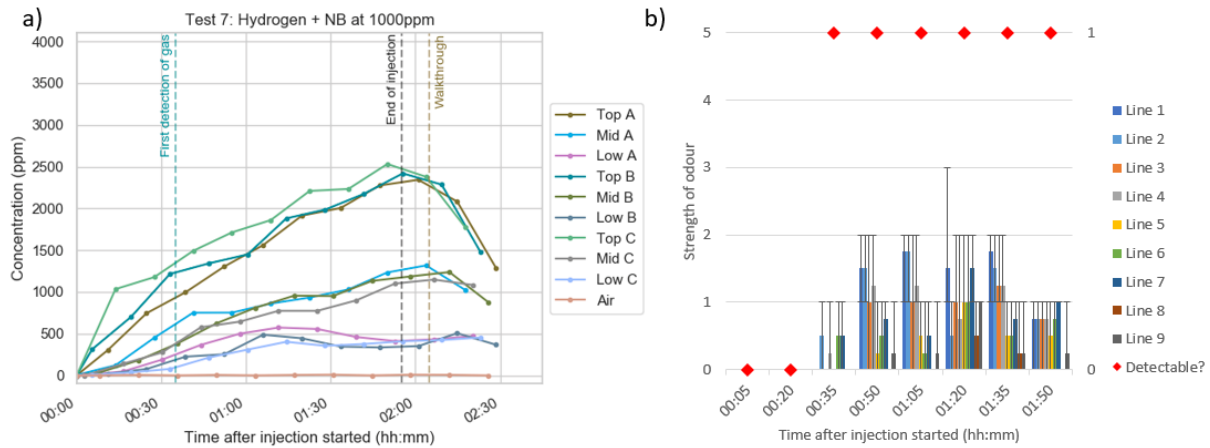 a)
Test 7: Hydrogen + NB at 1000ppm
4000
3500
3000
2500
2000
1500
1000
500
0
Concentration (ppm)
First detection of gas
End of injection
Walkthrough
00:00
00:30
01:00
01:30
02:00
02:30
Time after injection started (hh:mm)
Top A
Mid A
Low A
Top B
Mid B
Low B
Top C
Mid C
Low C
Air
b)
5
4
3
2
1
0
Strength of odour
1
0
00:05
00:20
00:35
00:50
01:05
01:20
01:35
01:50
Time after injection started (hh:mm)
Line 1
Line 2
Line 3
Line 4
Line 5
Line 6
Line 7
Line 8
Line 9
Detectable?